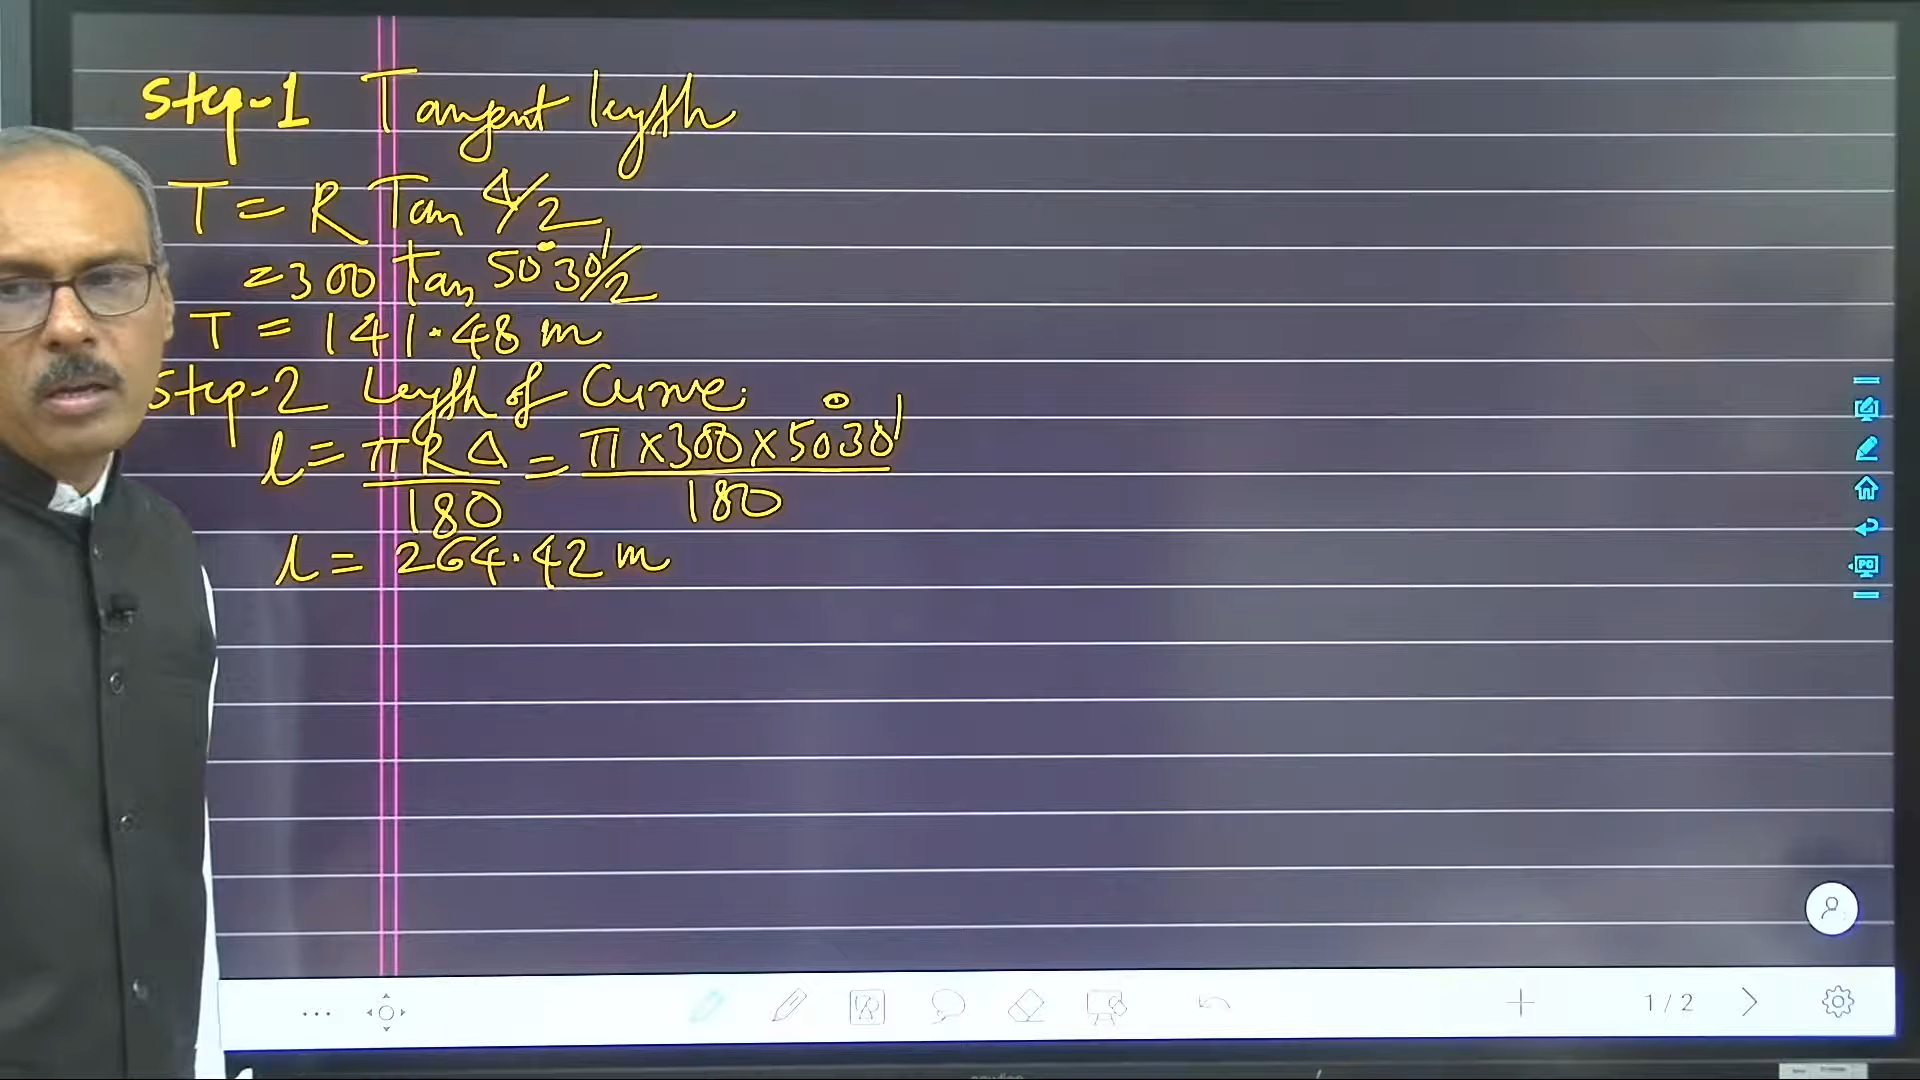 Step-1 Tangent length
T = R Tan Δ/2
= 300 tan 50°30'/2
T = 141.48 m
Step-2 Length of Curve.
l = πRΔ/180 = π×300×50°30'/180
l = 264.42 m
1 / 2